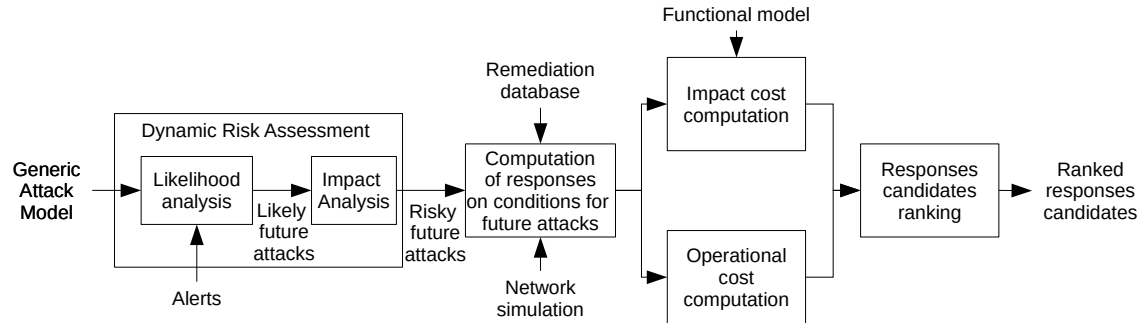 Functional model
Remediation
database
Impact cost
computation
Dynamic Risk Assessment
Generic
Attack
Model
Likelihood
analysis
Impact
Analysis
Likely
future
attacks
Risky
future
attacks
Computation
of responses
on conditions for
future attacks
Responses
candidates
ranking
Ranked
responses
candidates
Operational
cost
computation
Alerts
Network
simulation